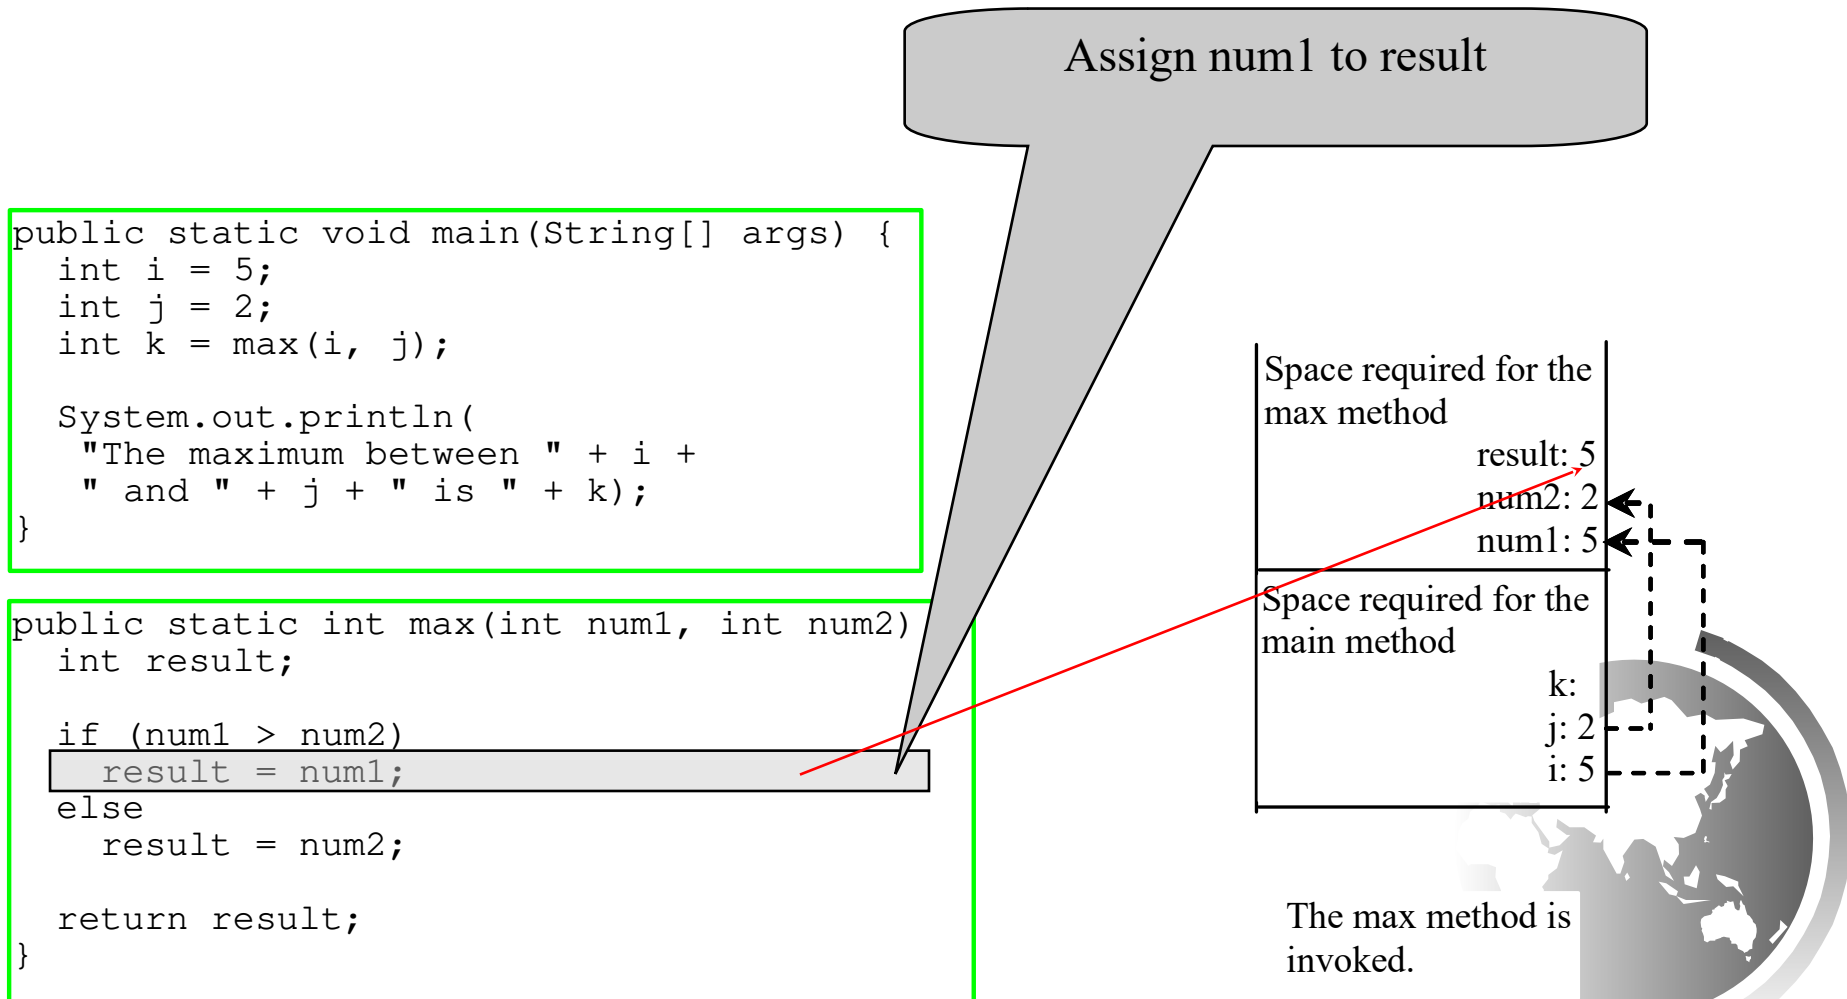 Assign num1 to result
public static void main(String[] args) {
  int i = 5;
  int j = 2;
  int k = max(i, j);

  System.out.println(
   "The maximum between " + i +
   " and " + j + " is " + k);
}
public static int max(int num1, int num2)
  int result;

  if (num1 > num2)
    result = num1;
  else
    result = num2;

  return result;
}
Space required for the
max method
result: 5
num2: 2
num1: 5
Space required for the
main method
k:
j: 2
i: 5
The max method is
invoked.